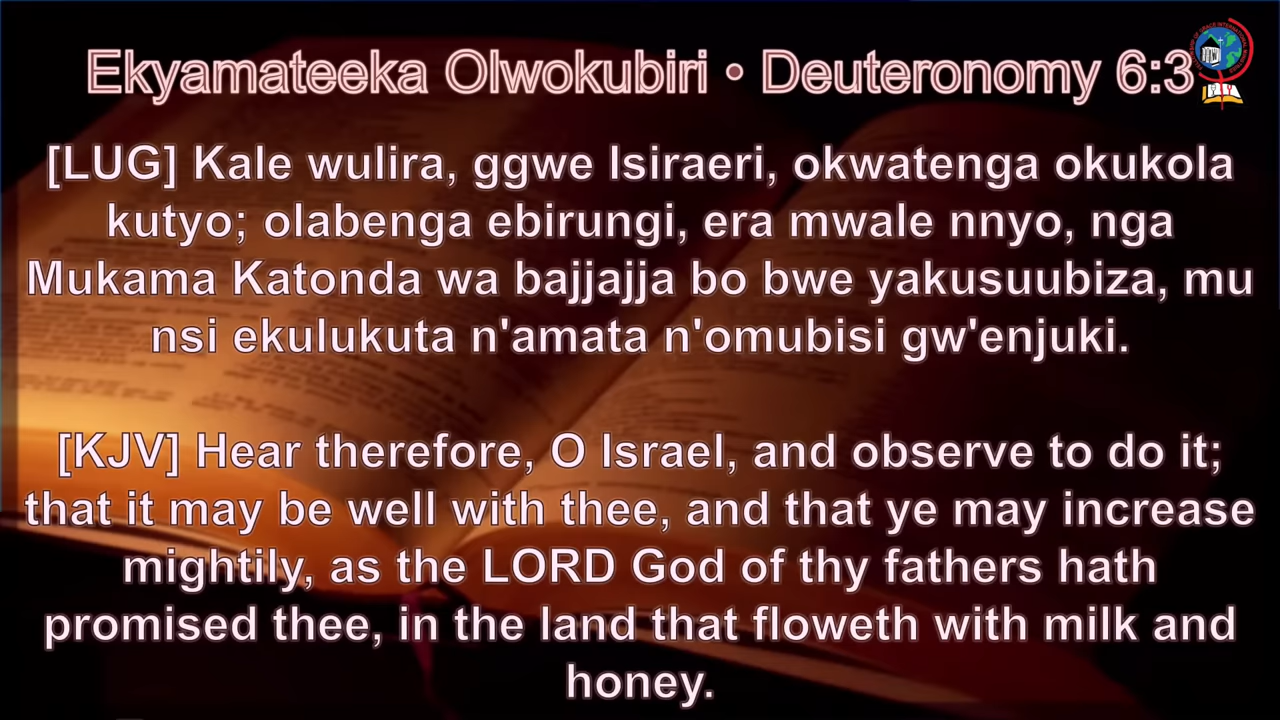 Ekyamateeka Olwokubiri • Deuteronomy 6:3
[LUG] Kale wulira, ggwe Isiraeri, okwatenga okukola
kutyo; olabenga ebirungi, era mwale nnyo, nga
Mukama Katonda wa bajjajja bo bwe yakusuubiza, mu
nsi ekulukuta n'amata n'omubisi gw'enjuki.
[KJV] Hear therefore, O Israel, and observe to do it;
that it may be well with thee, and that ye may increase
mightily, as the LORD God of thy fathers hath
promised thee, in the land that floweth with milk and
honey.